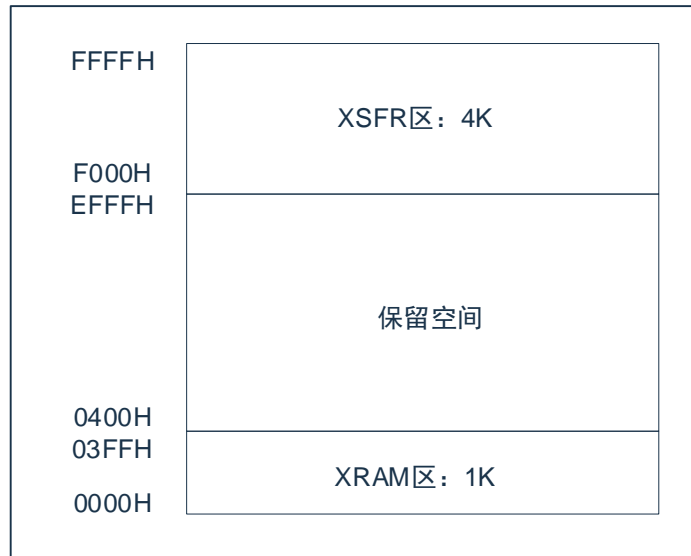 FFFFH
XSFR区：4K
F000H
EFFFH
保留空间
0400H
03FFH
XRAM区：1K
0000H